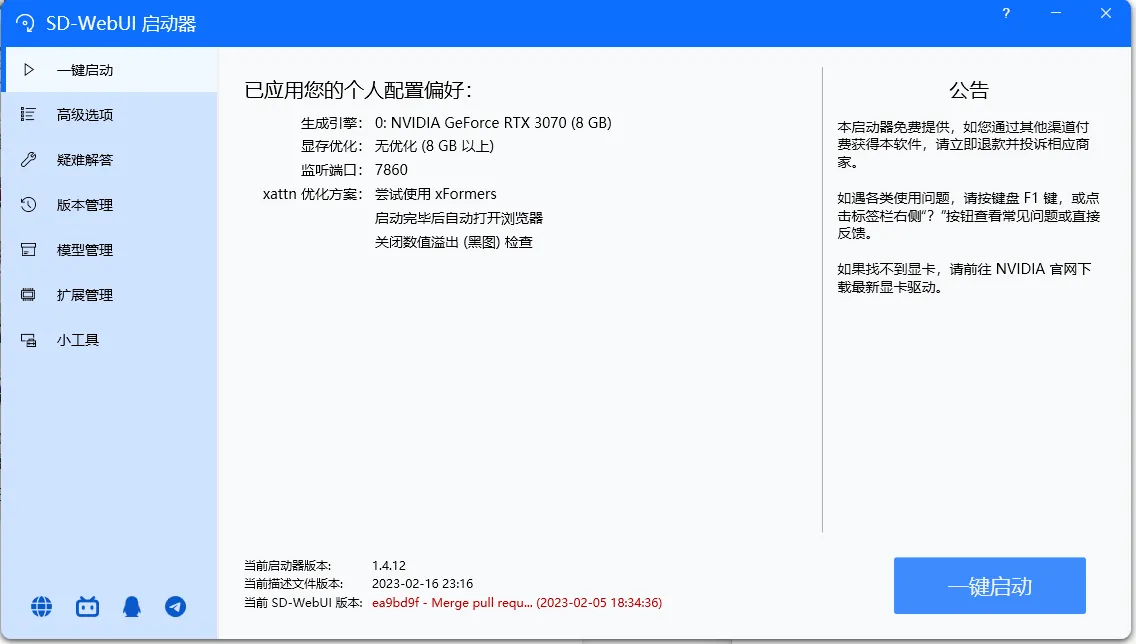 SD-WebUI 启动器
?
一键启动
高级选项
疑难解答
版本管理
模型管理
扩展管理
小工具
已应用您的个人配置偏好：
生成引擎： 0: NVIDIA GeForce RTX 3070 (8 GB)
显存优化： 无优化 (8 GB 以上)
监听端口： 7860
xattn 优化方案： 尝试使用 xFormers
启动完毕后自动打开浏览器
关闭数值溢出 (黑图) 检查
公告
本启动器免费提供，如您通过其他渠道付
费获得本软件，请立即退款并投诉相应商
家。
如遇各类使用问题，请按键盘 F1 键，或点
击标签栏右侧“？”按钮查看常见问题或直接
反馈。
如果找不到显卡，请前往 NVIDIA 官网下
载最新显卡驱动。
当前启动器版本: 1.4.12
当前描述文件版本: 2023-02-16 23:16
当前 SD-WebUI 版本: ea9bd9f - Merge pull requ... (2023-02-05 18:34:36)
一键启动